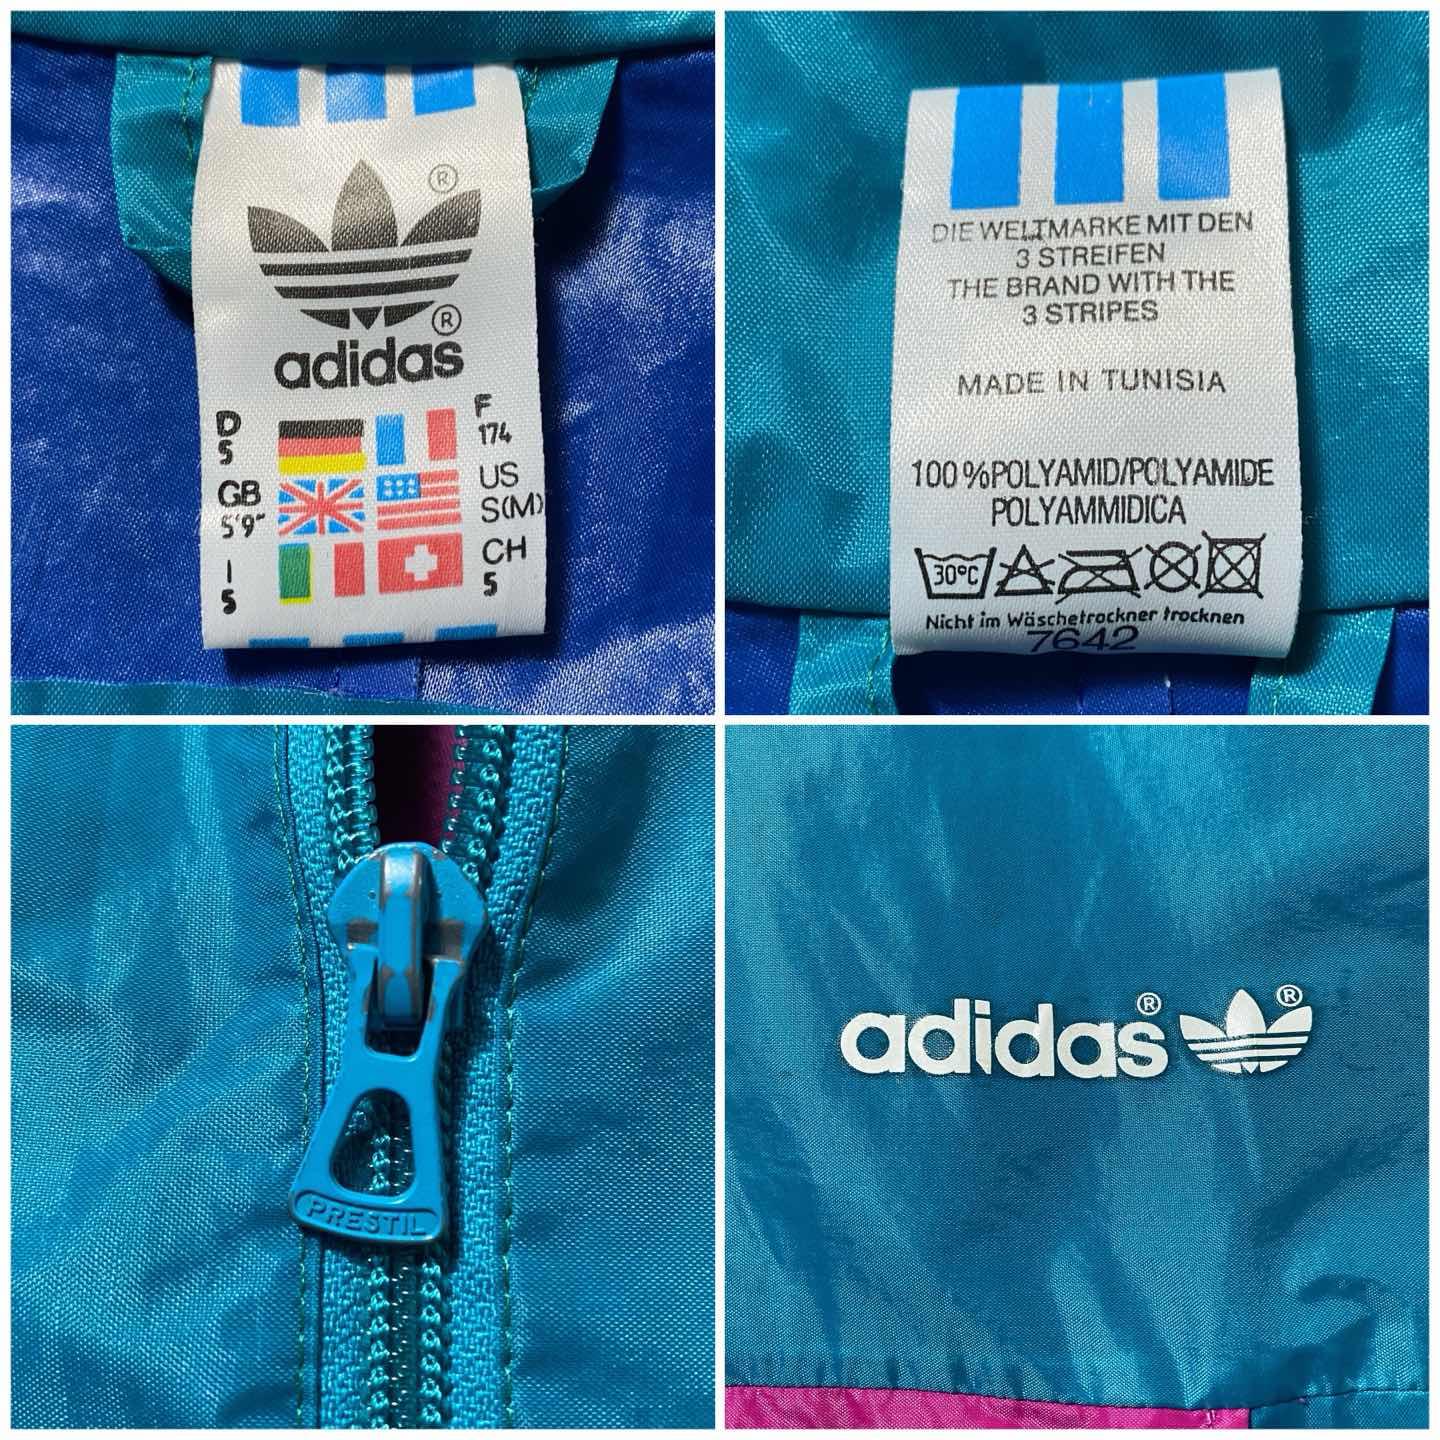 ®
®
adidas
D
5
F
174
GB
5'9"
US
S(M)
I
5
CH
5
DIE WELTMARKE MIT DEN
3 STREIFEN
THE BRAND WITH THE
3 STRIPES
MADE IN TUNISIA
100%POLYAMID/POLYAMIDE
POLYAMMIDICA
30°C
Nicht im Wäschetrockner trocknen
7642
PRESTIL
adidas® ®